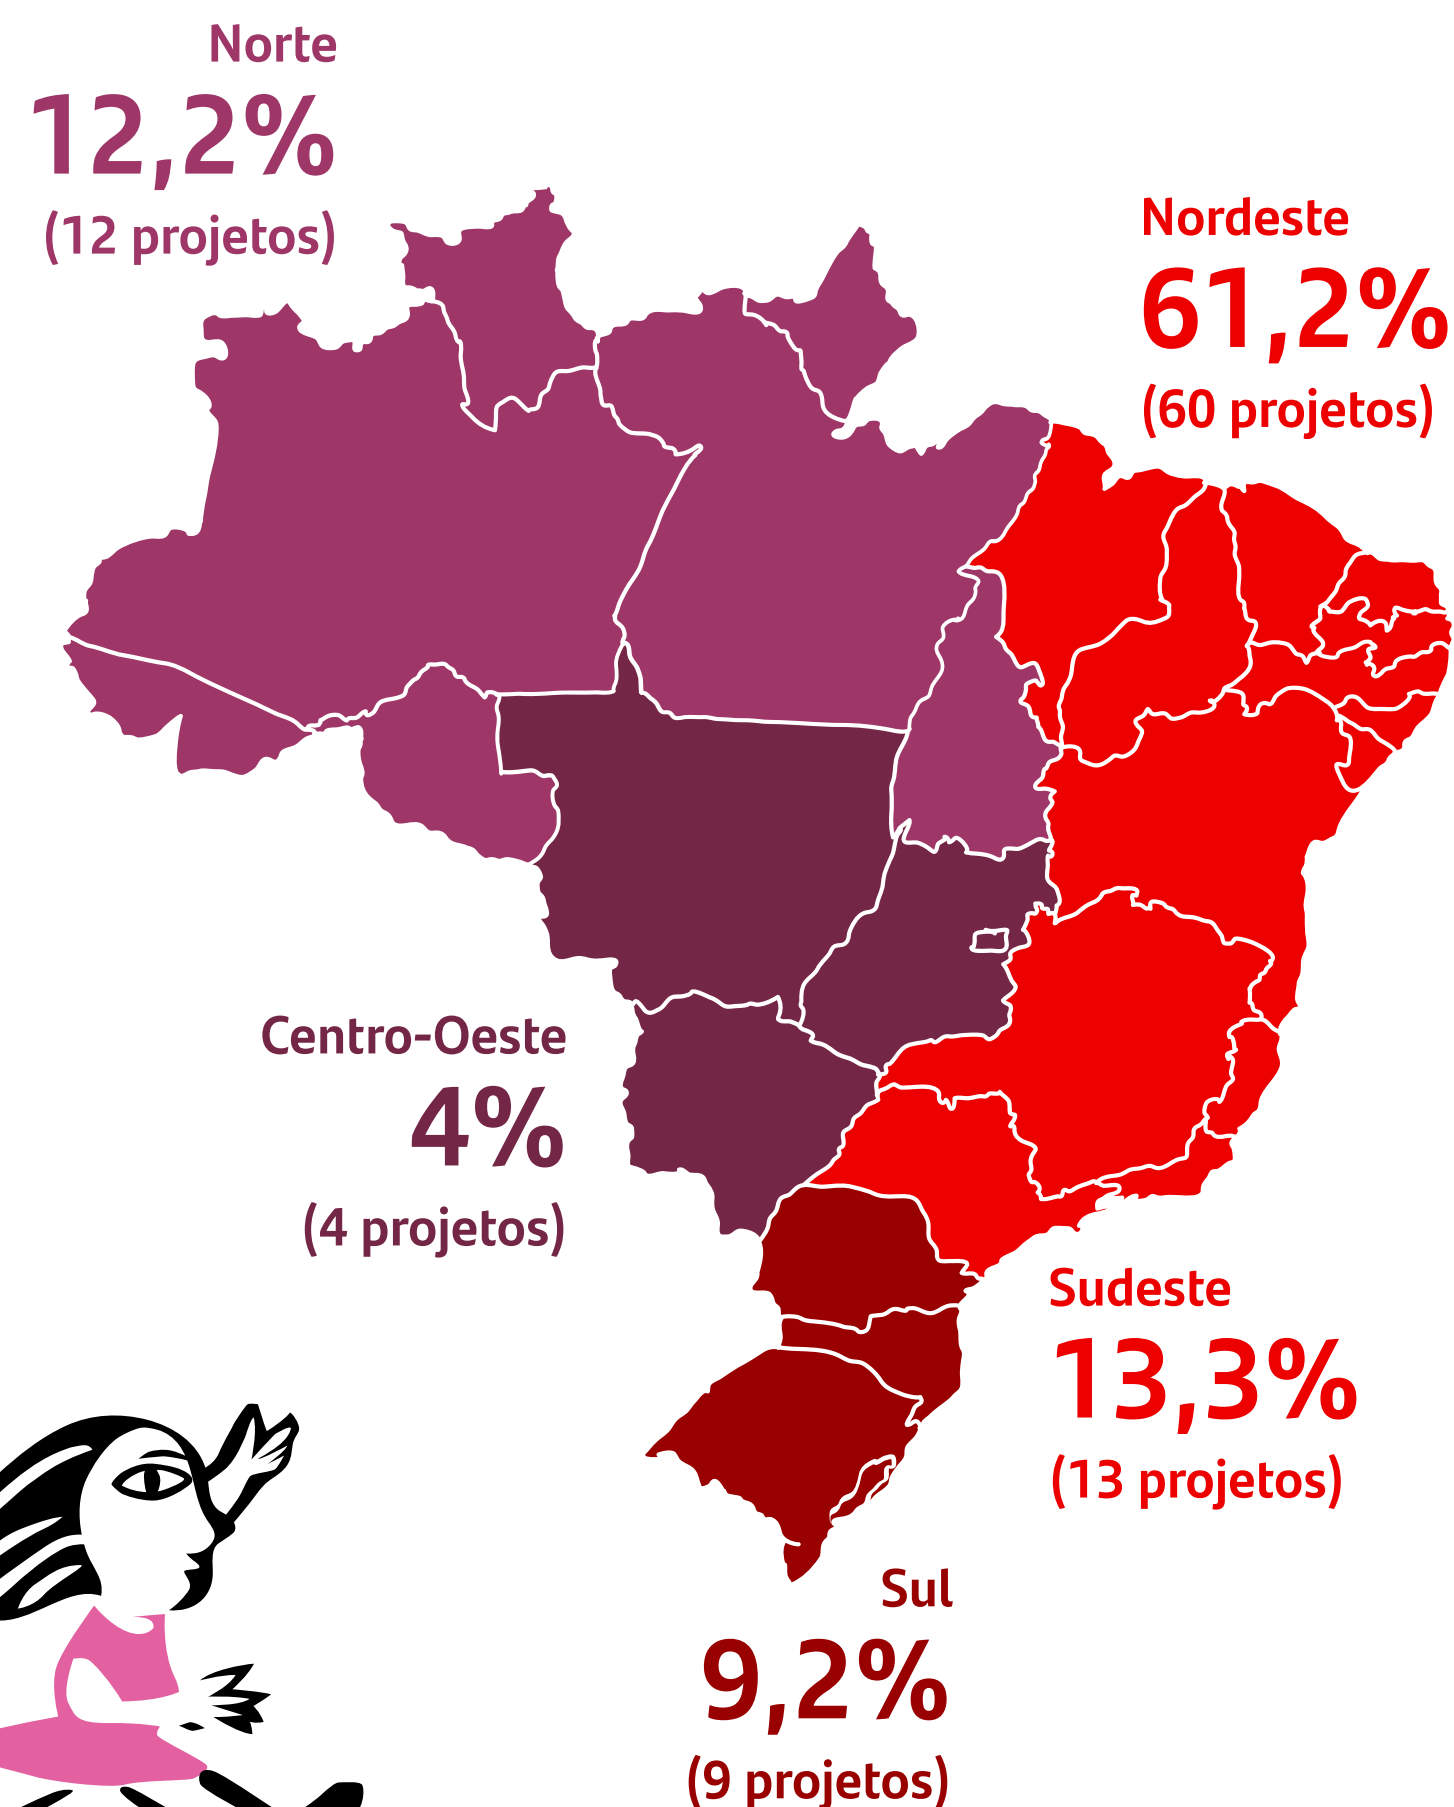 Norte
12,2%
(12 projetos)
Nordeste
61,2%
(60 projetos)
Centro-Oeste
4%
(4 projetos)
Sudeste
13,3%
(13 projetos)
Sul
9,2%
(9 projetos)